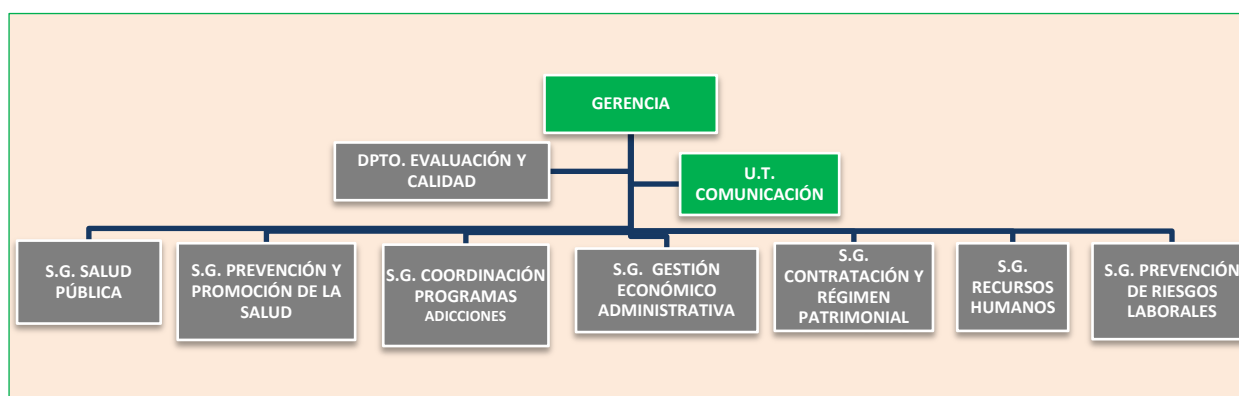 GERENCIA
DPTO. EVALUACIÓN Y
CALIDAD
U.T.
COMUNICACIÓN
S.G. SALUD
PÚBLICA
S.G. PREVENCIÓN Y
PROMOCIÓN DE LA
SALUD
S.G. COORDINACIÓN
PROGRAMAS
ADICCIONES
S.G. GESTIÓN
ECONÓMICO
ADMINISTRATIVA
S.G.
CONTRATACIÓN Y
RÉGIMEN
PATRIMONIAL
S.G.
RECURSOS
HUMANOS
S.G. PREVENCIÓN
DE RIESGOS
LABORALES